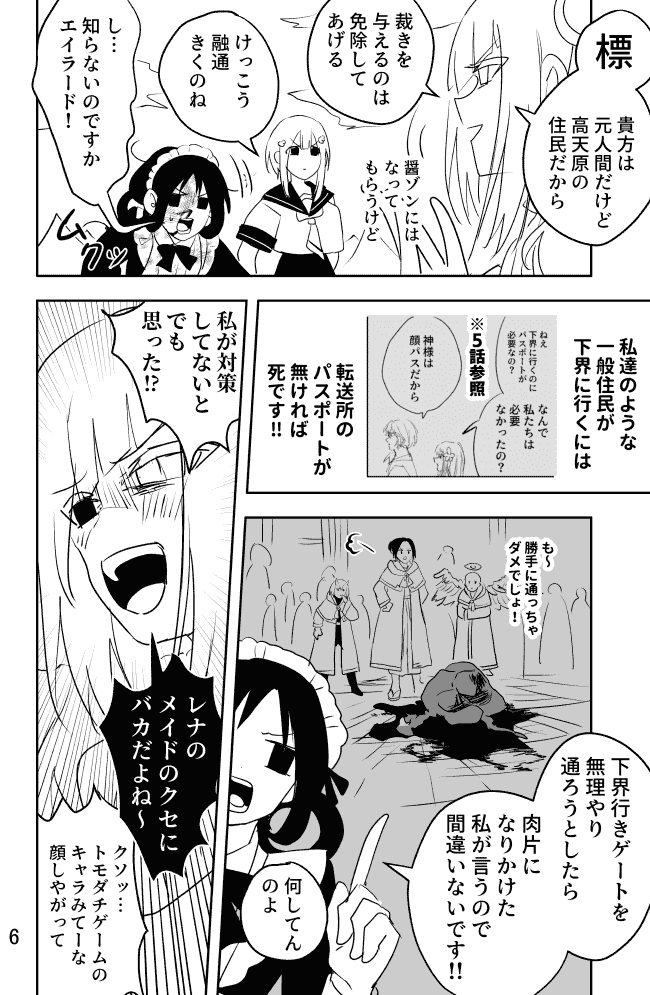 標
貴方は
元人間だけど
高天原の
住民だから
裁きを
与えるのは
免除して
あげる
醤ゾンには
なって
もらうけど
けっこう
融通
きくのね
し…
知らないのですか
エイラード！
ムクッ
私達のような
一般住民が
下界に行くには
ねえ
下界に行くのに
パスポートが
必要なの？
なんで
私たちは
必要
なかったの？
※5話参照
神様は
顔パスだから
転送所の
パスポートが
無ければ
死です!!
私が対策
してないと
でも
思った!?
レナの
メイドのクセに
バカだよね〜
クソッ…
トモダチゲームの
キャラみてーな
顔しやがって
も〜
勝手に通っちゃ
ダメでしょ！
下界行きゲートを
無理やり
通ろうとしたら
肉片に
なりかけた
私が言うので
間違いないです!!
何してん
のよ
6